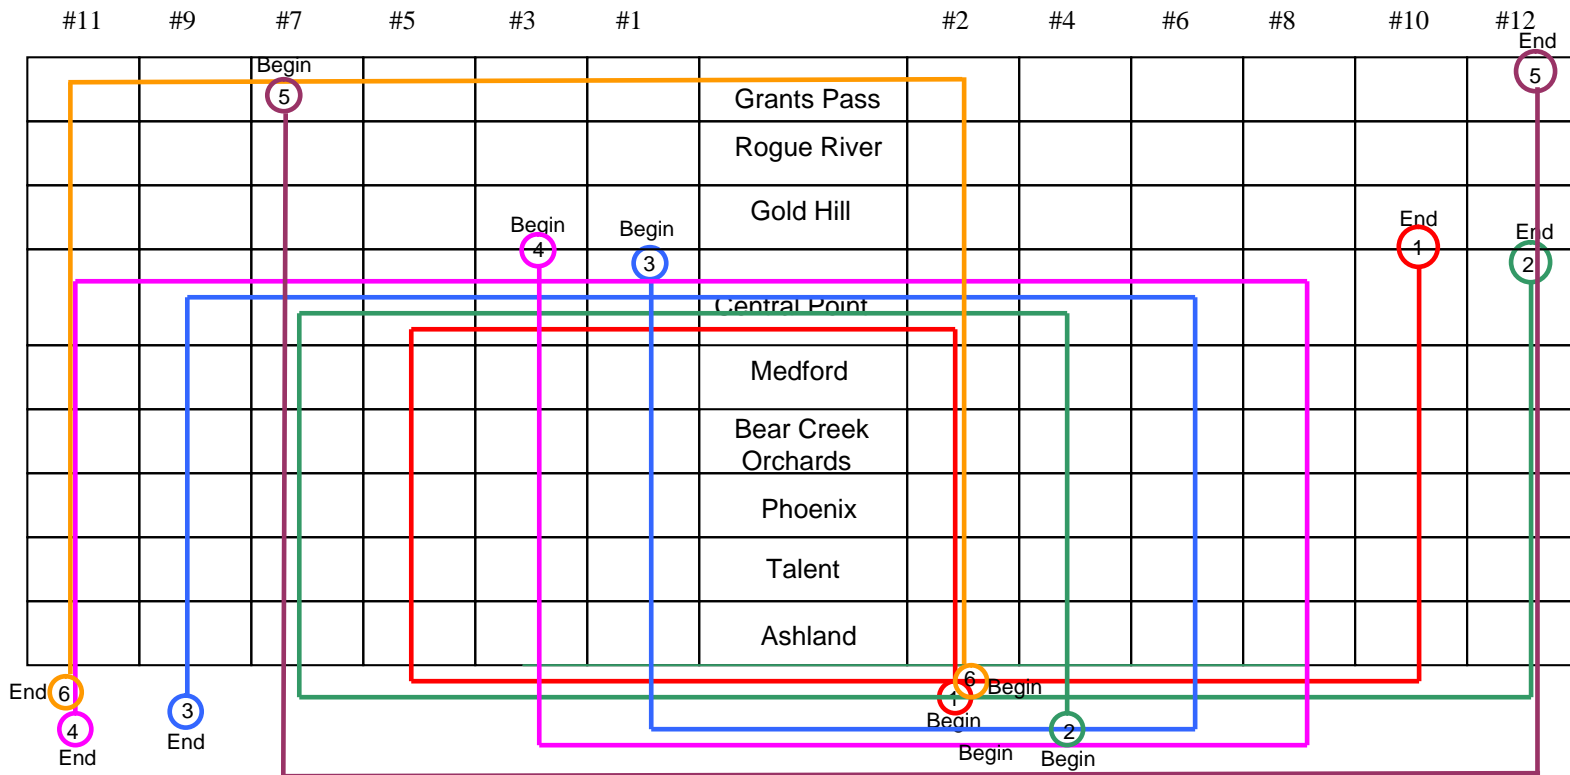 #11 #9 #7 #5 #3 #1 #2 #4 #6 #8 #10 #12
End
Begin
5
5
Grants Pass
Rogue River
Gold Hill
Begin
Begin
End
End
4
3
1
2
Central Point
Medford
Bear Creek
Orchards
Phoenix
Talent
Ashland
End 6
6 Begin
3
1
4
2
Begin
End
End
Begin
Begin